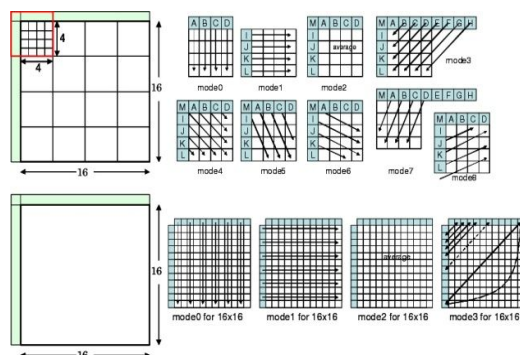 A B C D
M A B C D
M A B C D E F G H
I
J
K
L
I
J
K
L
average
I
J
K
L
mode0
mode1
mode2
mode3
4
4
16
16
M A B C D
I
J
K
L
M A B C D
I
J
K
L
M A B C D
I
J
K
L
M A B C D E F G H
I
J
K
L
M A B C D
I
J
K
L
mode4
mode5
mode6
mode7
mode8
16
16
average
mode0 for 16x16
mode1 for 16x16
mode2 for 16x16
mode3 for 16x16